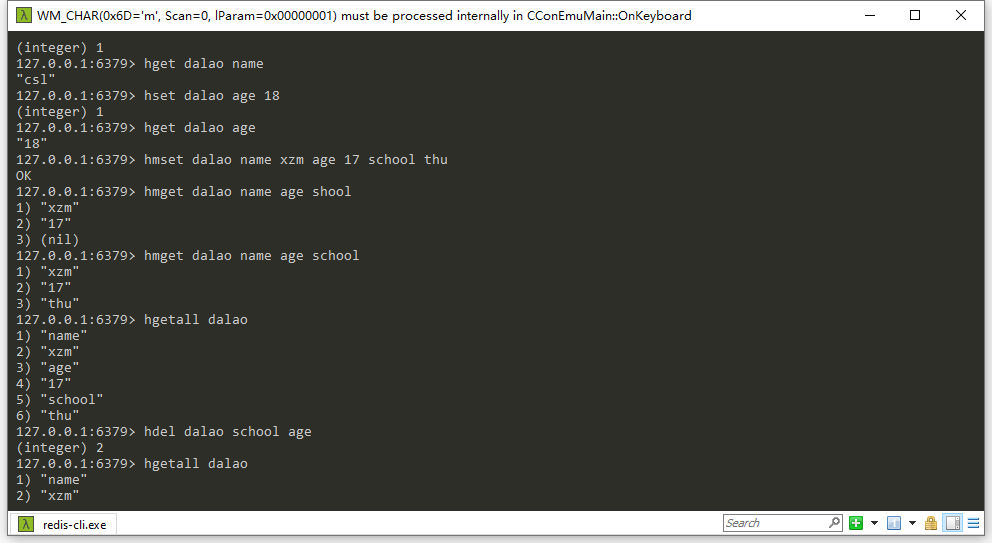 WM_CHAR(0x6D='m', Scan=0, lParam=0x00000001) must be processed internally in CConEmuMain::OnKeyboard
(integer) 1
127.0.0.1:6379> hget dalao name
"csl"
127.0.0.1:6379> hset dalao age 18
(integer) 1
127.0.0.1:6379> hget dalao age
"18"
127.0.0.1:6379> hmset dalao name xzm age 17 school thu
OK
127.0.0.1:6379> hmget dalao name age shool
1) "xzm"
2) "17"
3) (nil)
127.0.0.1:6379> hmget dalao name age school
1) "xzm"
2) "17"
3) "thu"
127.0.0.1:6379> hgetall dalao
1) "name"
2) "xzm"
3) "age"
4) "17"
5) "school"
6) "thu"
127.0.0.1:6379> hdel dalao school age
(integer) 2
127.0.0.1:6379> hgetall dalao
1) "name"
2) "xzm"
redis-cli.exe
Search